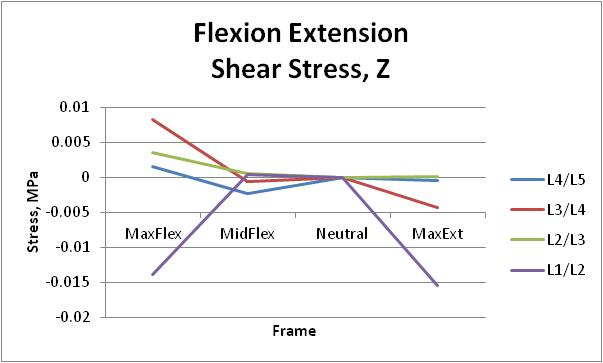 Flexion Extension
Shear Stress, Z
Stress, MPa
0.01
0.005
0
-0.005
-0.01
-0.015
-0.02
MaxFlex MidFlex Neutral MaxExt
Frame
L4/L5
L3/L4
L2/L3
L1/L2